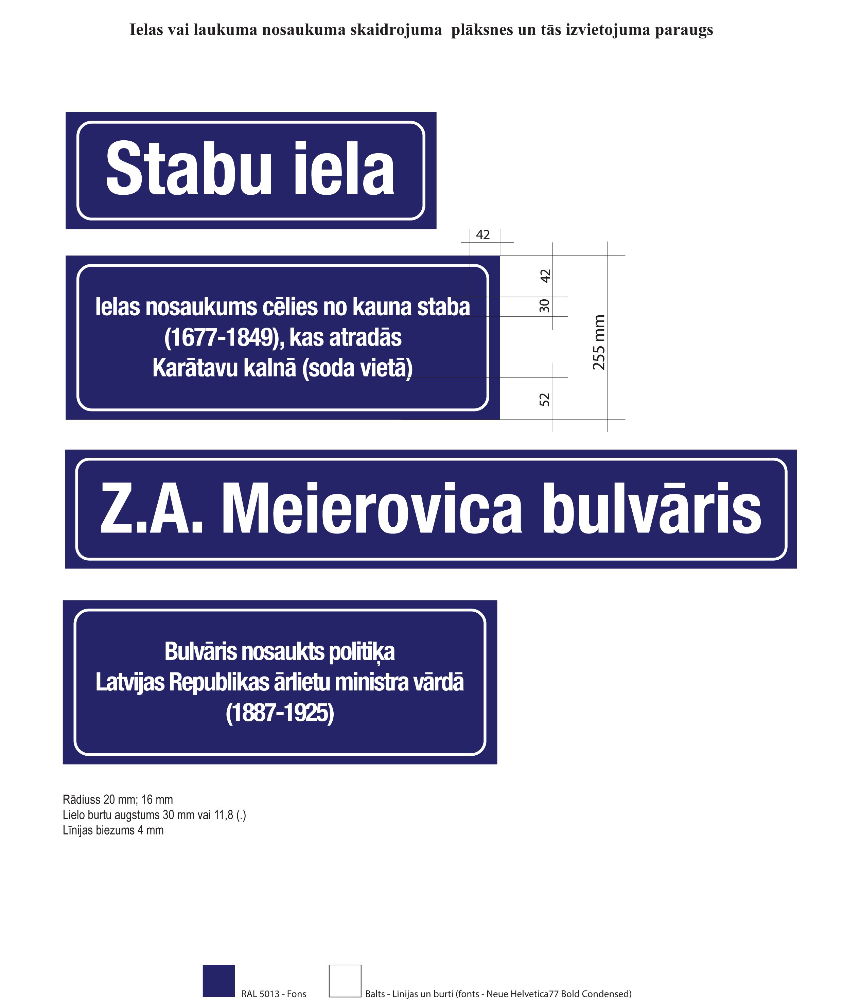 Ielas vai laukuma nosaukuma skaidrojuma  plāksnes un tās izvietojuma paraugs
Stabu iela
42
Ielas nosaukums cēlies no kauna staba
(1677-1849), kas atradās
Karātavu kalnā (soda vietā)
42
30
52
255 mm
Z.A. Meierovica bulvāris
Bulvāris nosaukts politiķa
Latvijas Republikas ārlietu ministra vārdā
(1887-1925)
Rādiuss 20 mm; 16 mm
Lielo burtu augstums 30 mm vai 11,8 (.)
Līnijas biezums 4 mm
RAL 5013 - Fons
Balts - Līnijas un burti (fonts - Neue Helvetica77 Bold Condensed)